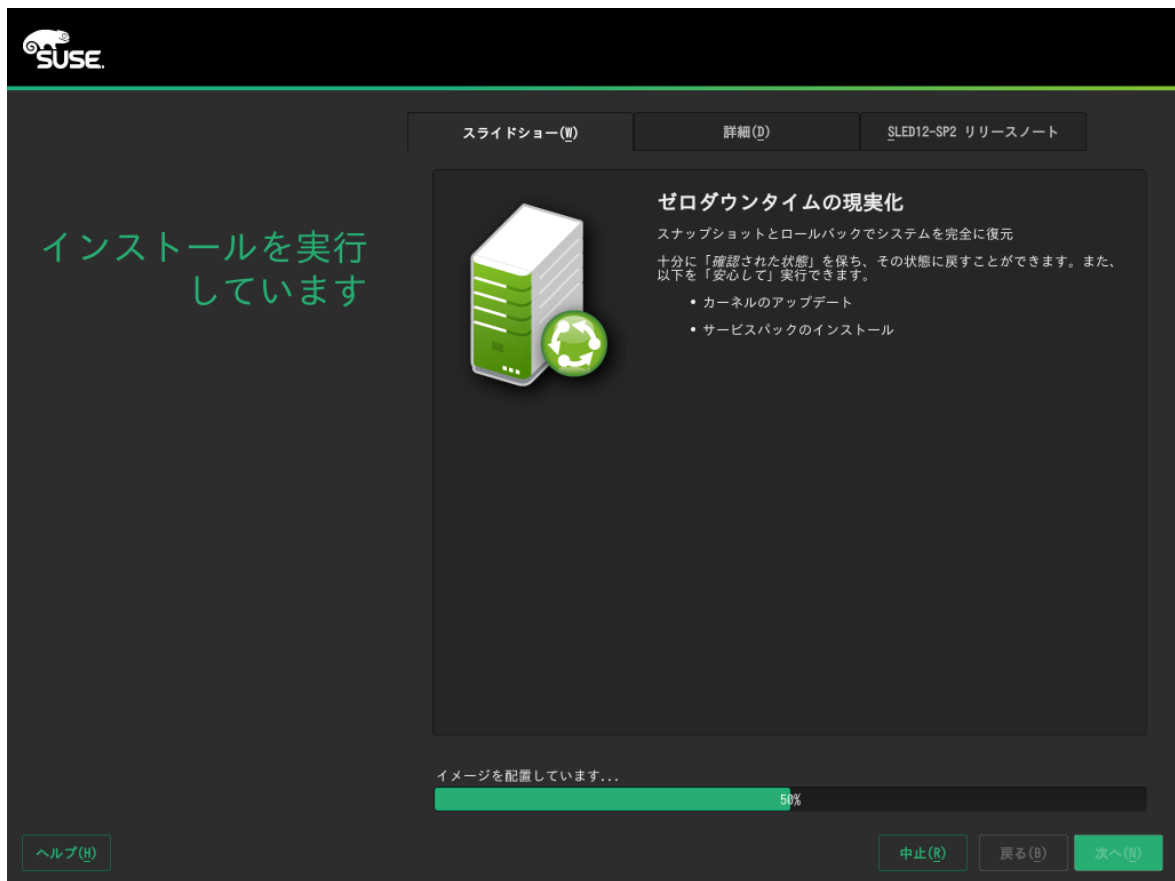 SUSE.
スライドショー(W)
詳細(D)
SLED12-SP2 リリースノート
インストールを実行
しています
ゼロダウンタイムの現実化
スナップショットとロールバックでシステムを完全に復元
十分に「確認された状態」を保ち、その状態に戻すことができます。また、
以下を「安心して」実行できます。
• カーネルのアップデート
• サービスパックのインストール
イメージを配置しています...
50%
ヘルプ(H)
中止(R)
戻る(B)
次へ(N)